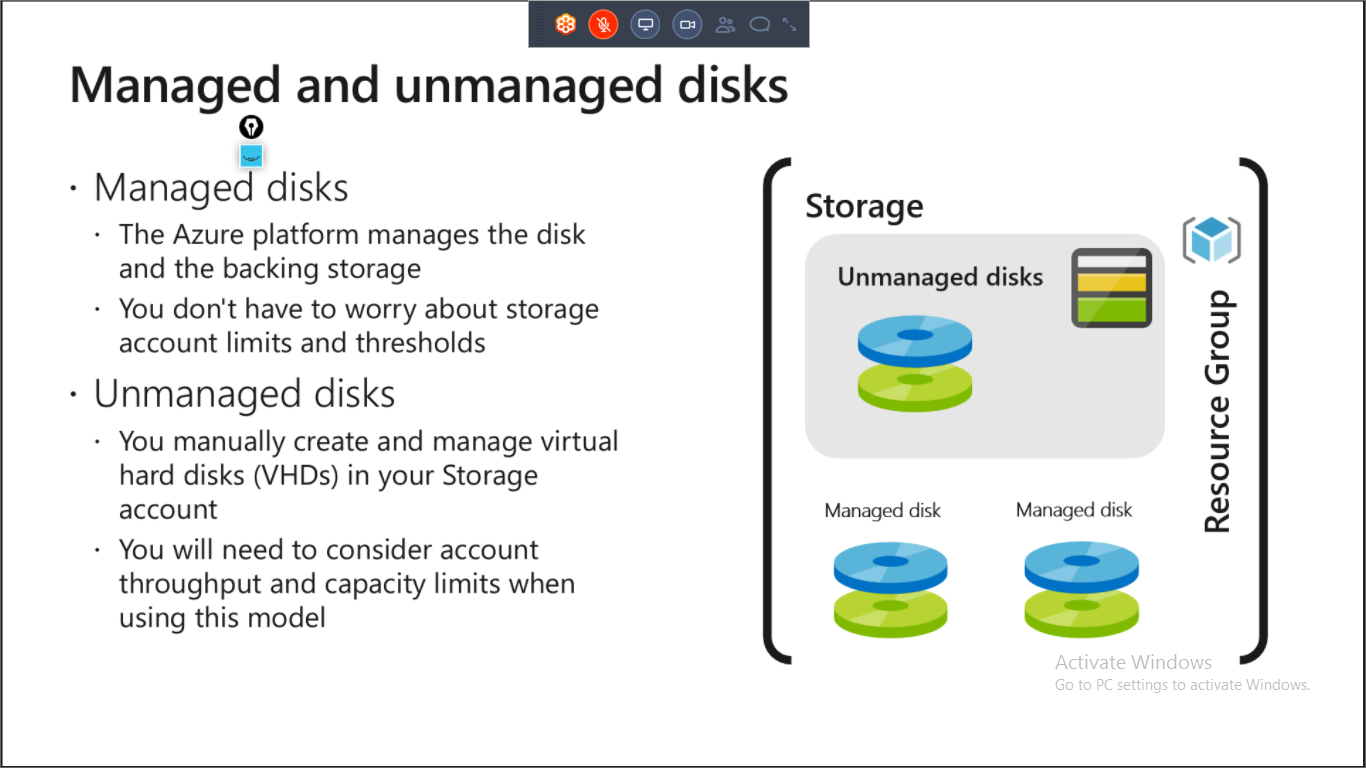 Managed and unmanaged disks
• Managed disks
• The Azure platform manages the disk
and the backing storage
• You don't have to worry about storage
account limits and thresholds
• Unmanaged disks
• You manually create and manage virtual
hard disks (VHDs) in your Storage
account
• You will need to consider account
throughput and capacity limits when
using this model
Storage
Unmanaged disks
Resource Group
Managed disk
Managed disk
Activate Windows
Go to PC settings to activate Windows.